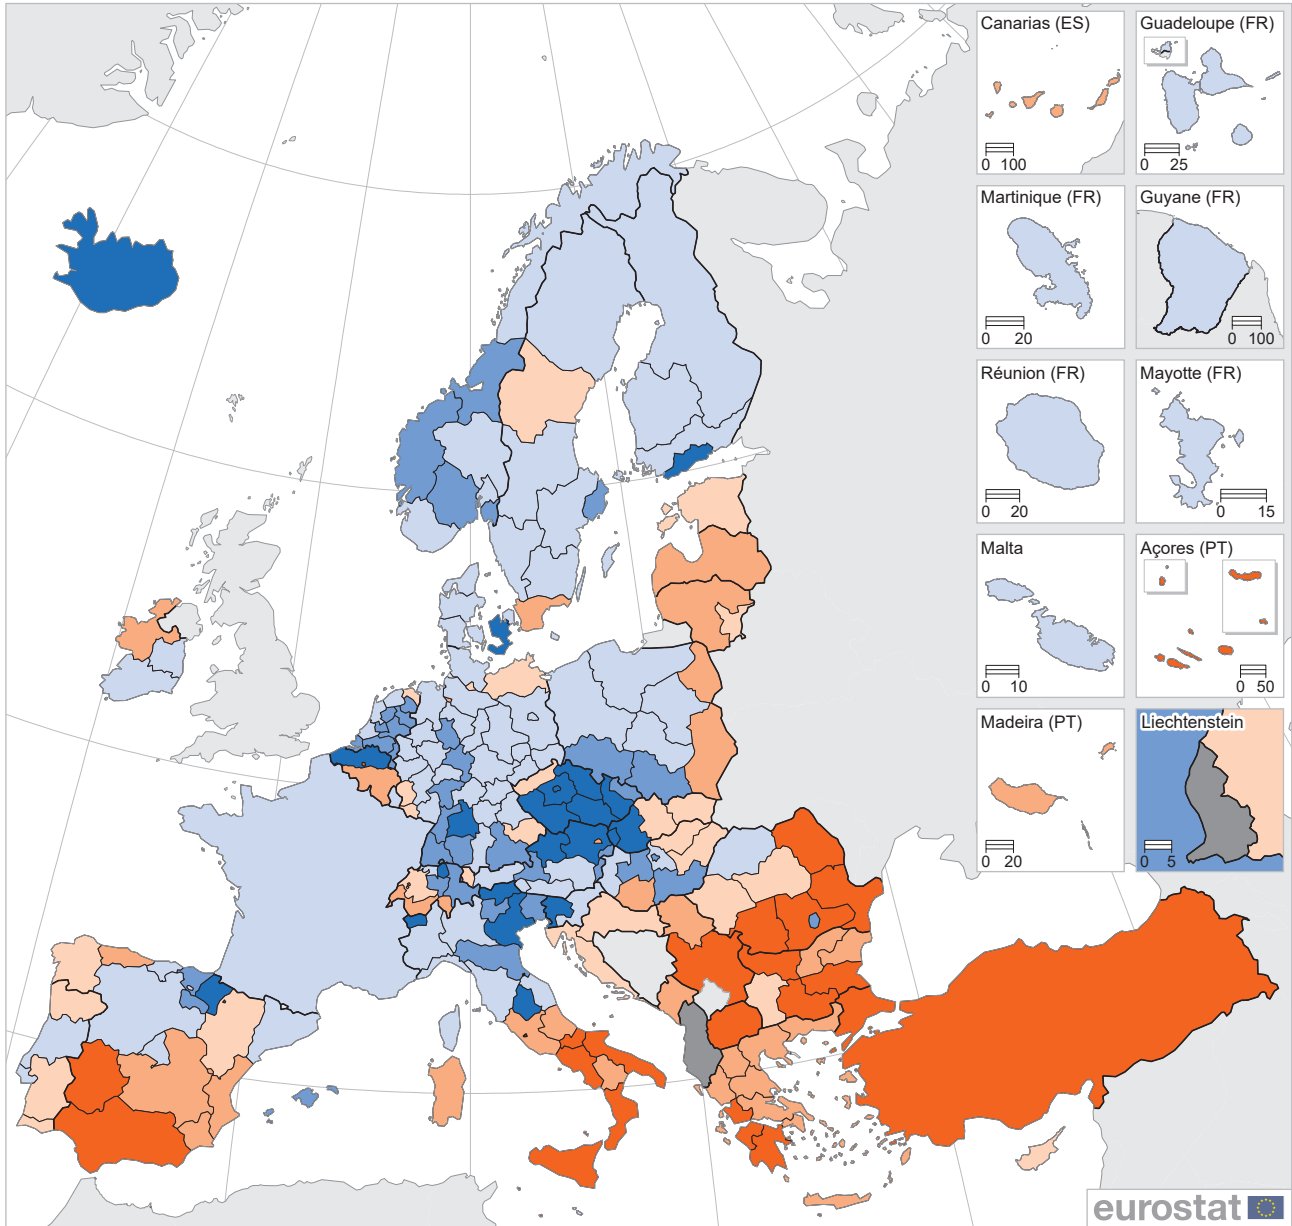 Canarias (ES)
0 100
Guadeloupe (FR)
0 25
Martinique (FR)
0 20
Guyane (FR)
0 100
Réunion (FR)
0 20
Mayotte (FR)
0 15
Malta
0 10
Açores (PT)
0 50
Madeira (PT)
0 20
Liechtenstein
0 5
eurostat